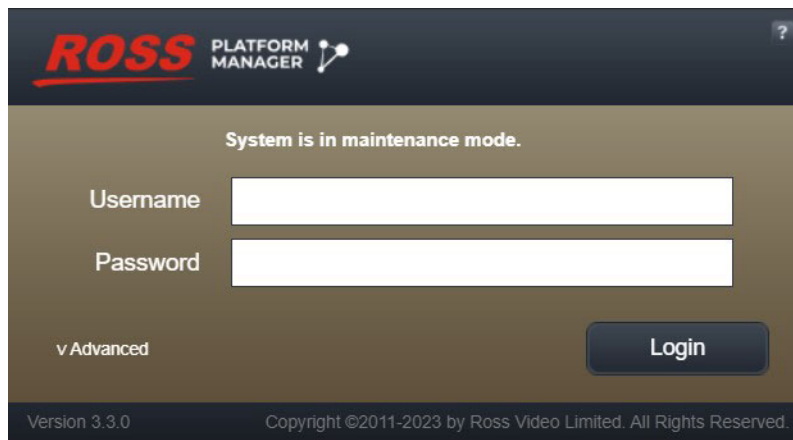 ROSS PLATFORM MANAGER
?
System is in maintenance mode.
Username
Password
v Advanced
Login
Version 3.3.0
Copyright ©2011-2023 by Ross Video Limited. All Rights Reserved.